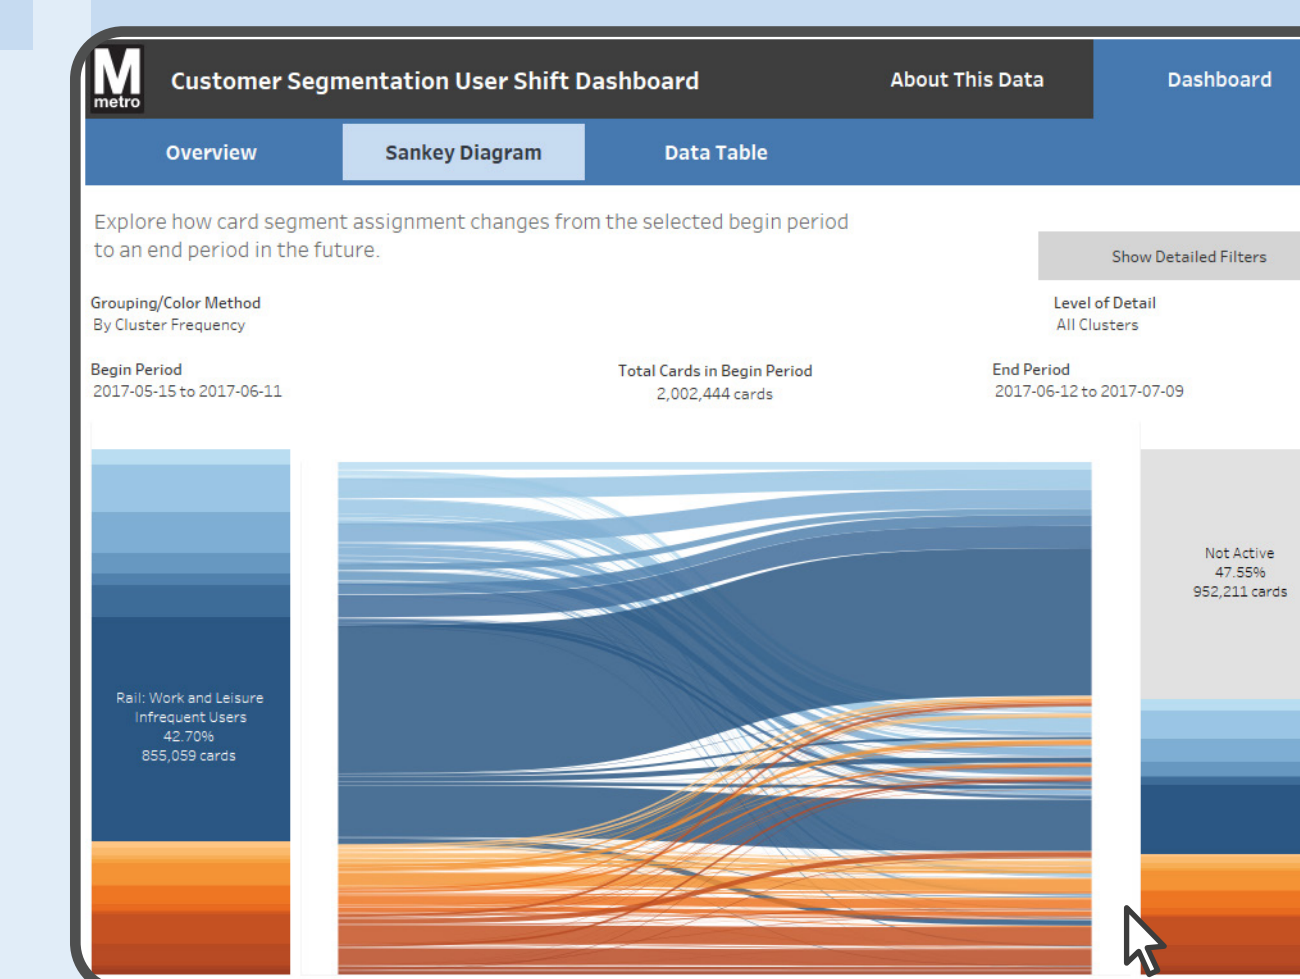 M
metro
Customer Segmentation User Shift Dashboard
About This Data
Dashboard
Overview
Sankey Diagram
Data Table
Explore how card segment assignment changes from the selected begin period
to an end period in the future.
Show Detailed Filters
Grouping/Color Method
By Cluster Frequency
Level of Detail
All Clusters
Begin Period
2017-05-15 to 2017-06-11
Total Cards in Begin Period
2,002,444 cards
End Period
2017-06-12 to 2017-07-09
Rail: Work and Leisure
Infrequent Users
42.70%
855,059 cards
Not Active
47.55%
952,211 cards